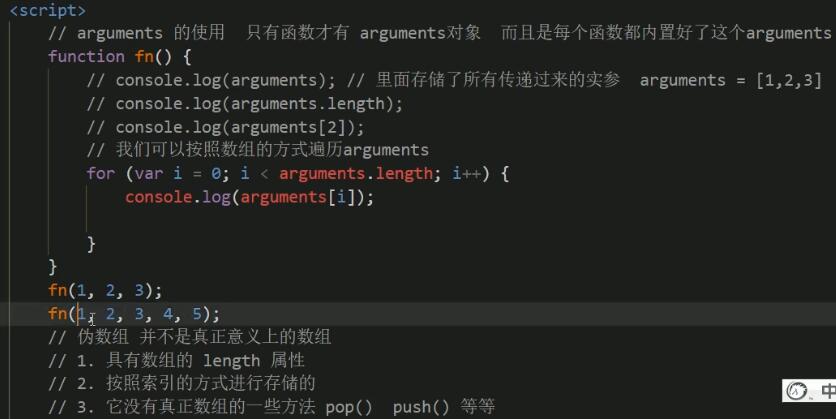 <script>
// arguments 的使用 只有函数才有 arguments对象 而且是每个函数都内置好了这个arguments
function fn() {
// console.log(arguments); // 里面存储了所有传递过来的实参 arguments = [1,2,3]
// console.log(arguments.length);
// console.log(arguments[2]);
// 我们可以按照数组的方式遍历arguments
for (var i = 0; i < arguments.length; i++) {
console.log(arguments[i]);
}
}
fn(1, 2, 3);
fn(1, 2, 3, 4, 5);
// 伪数组 并不是真正意义上的数组
// 1. 具有数组的 length 属性
// 2. 按照索引的方式进行存储的
// 3. 它没有真正数组的一些方法 pop() push() 等等
中